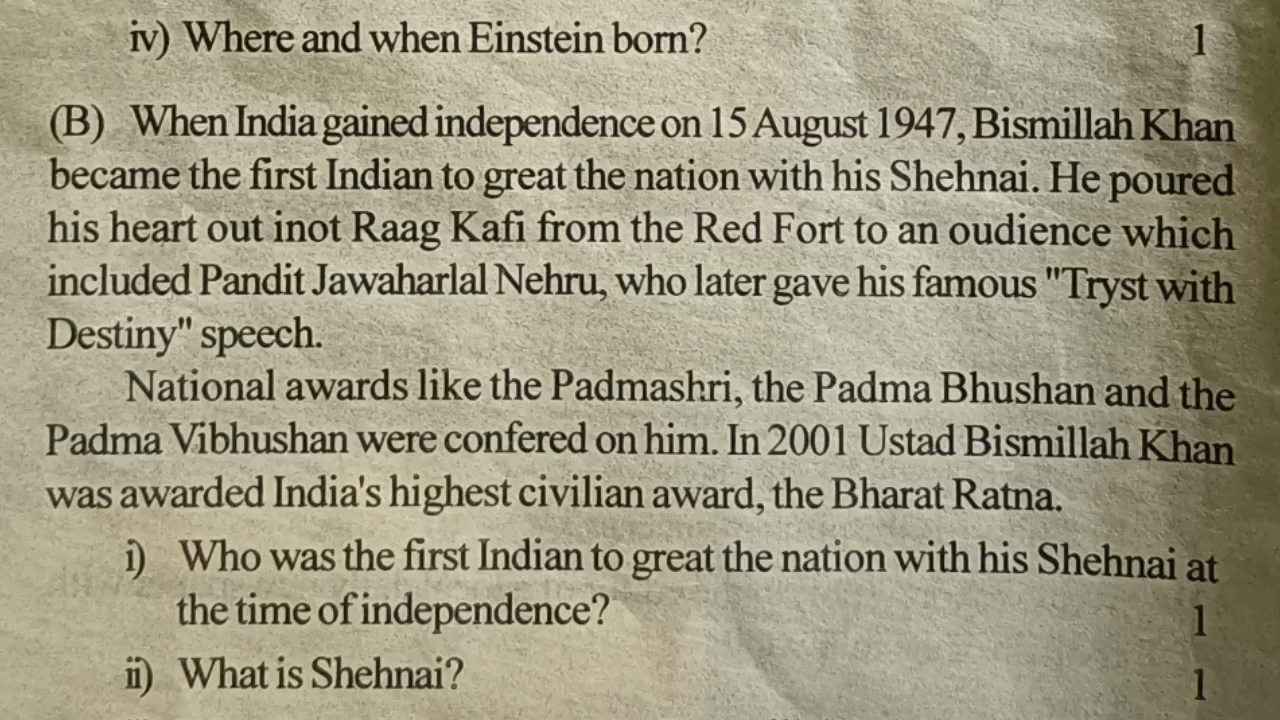 iv) Where and when Einstein born? 1
(B) When India gained independence on 15 August 1947, Bismillah Khan
became the first Indian to great the nation with his Shehnai. He poured
his heart out inot Raag Kafi from the Red Fort to an oudience which
included Pandit Jawaharlal Nehru, who later gave his famous "Tryst with
Destiny" speech.
National awards like the Padmashri, the Padma Bhushan and the
Padma Vibhushan were confered on him. In 2001 Ustad Bismillah Khan
was awarded India's highest civilian award, the Bharat Ratna.
i) Who was the first Indian to great the nation with his Shehnai at
the time of independence? 1
ii) What is Shehnai? 1